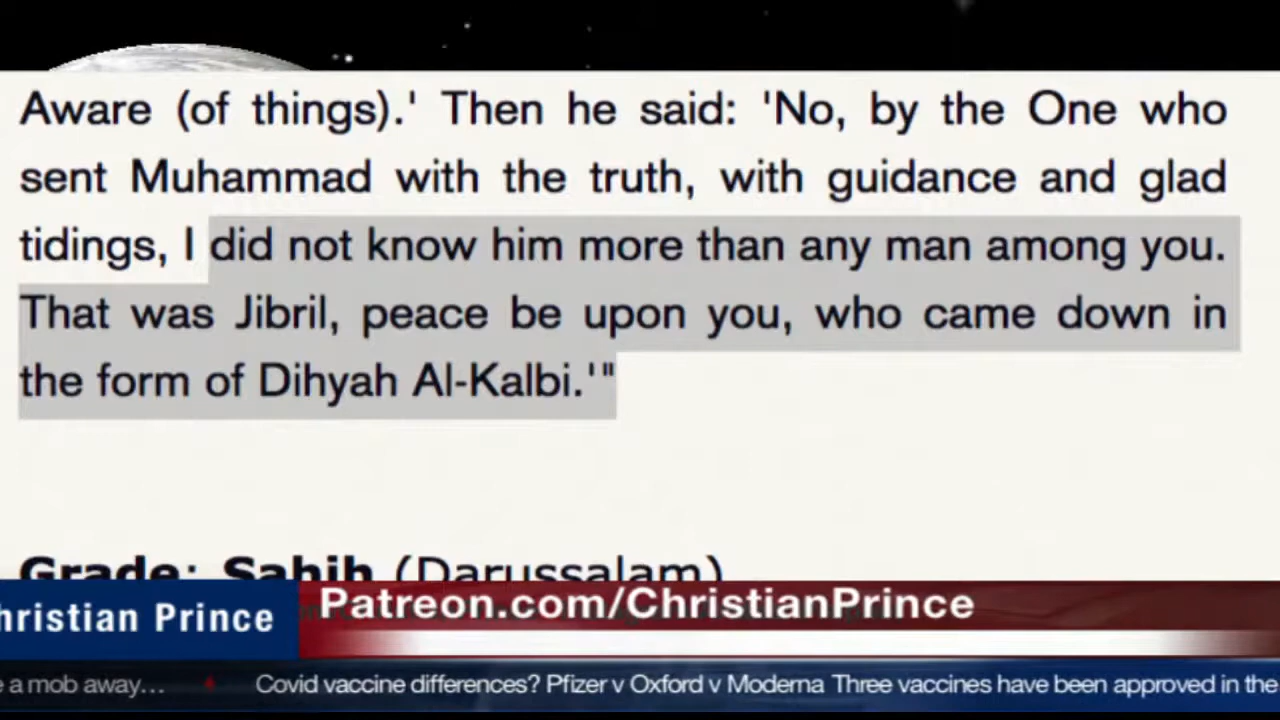 Aware (of things).' Then he said: 'No, by the One who
sent Muhammad with the truth, with guidance and glad
tidings, I did not know him more than any man among you.
That was Jibril, peace be upon you, who came down in
the form of Dihyah Al-Kalbi.'"
Grade: Sahih (Darussalam)
hristian Prince
Patreon.com/ChristianPrince
e a mob away... Covid vaccine differences? Pfizer v Oxford v Moderna Three vaccines have been approved in the